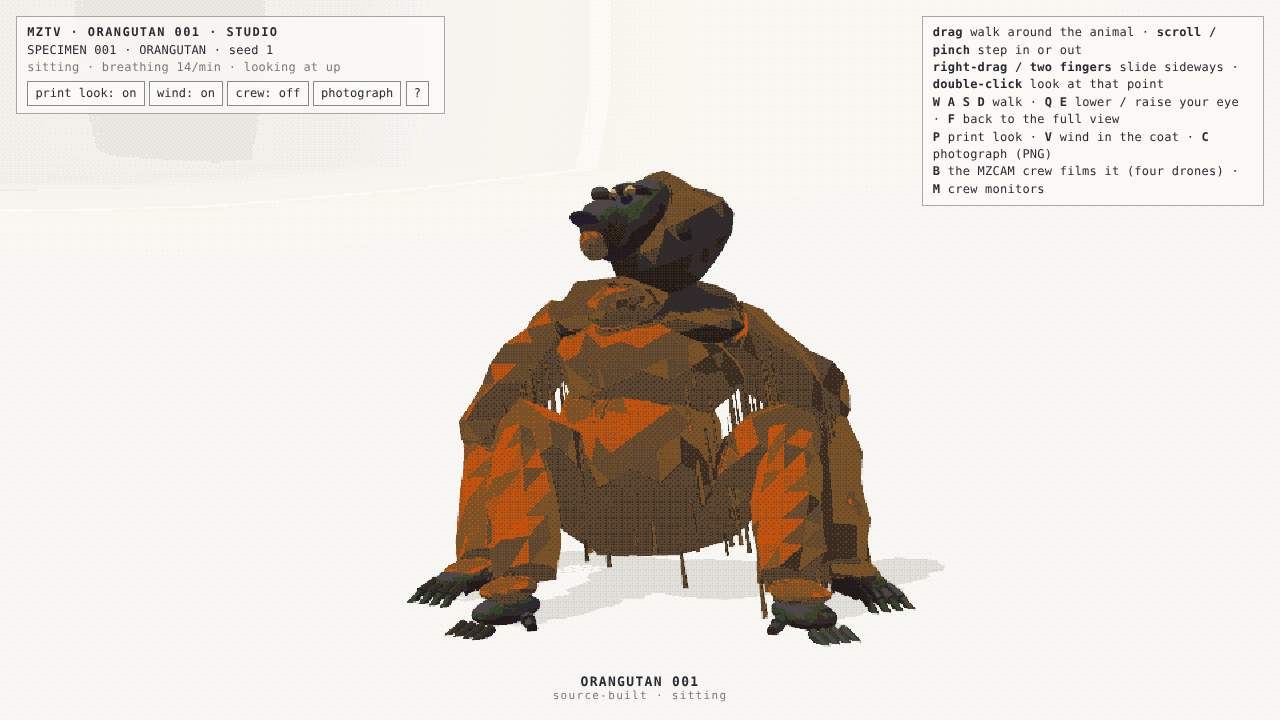 MZTV · ORANGUTAN 001 · STUDIO
SPECIMEN 001 · ORANGUTAN · seed 1
sitting · breathing 14/min · looking at up
print look: on wind: on crew: off photograph ?
drag walk around the animal · scroll /
pinch step in or out
right-drag / two fingers slide sideways ·
double-click look at that point
W A S D walk · Q E lower / raise your eye
· F back to the full view
P print look · V wind in the coat · C
photograph (PNG)
B the MZCAM crew films it (four drones) ·
M crew monitors
ORANGUTAN 001
source-built · sitting